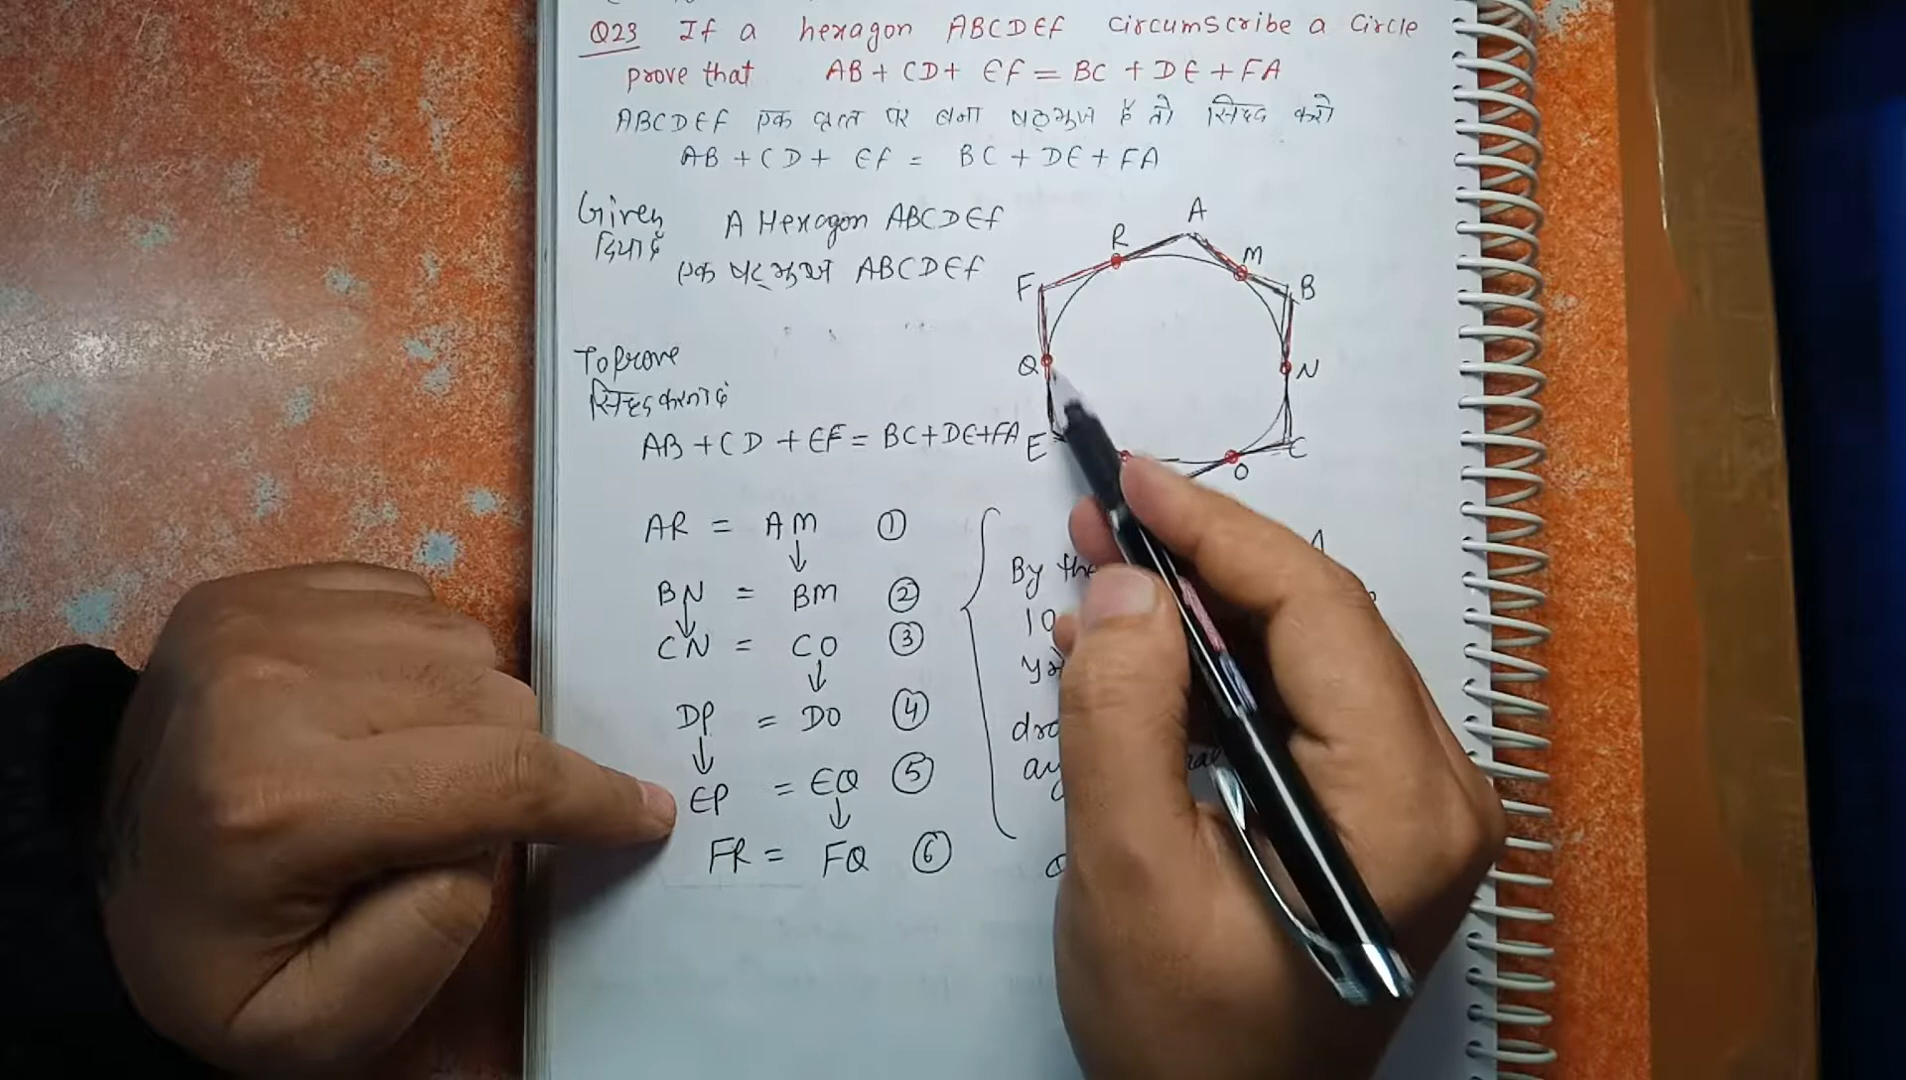 Q23 If a hexagon ABCDEF circumscribe a Circle
prove that AB + CD + EF = BC + DE + FA
ABCDEF एक वृत्त पर बना षट्भुज है तो सिद्ध करो
AB + CD + EF = BC + DE + FA
Given
दिया है
A Hexagon ABCDEF
एक षट्भुज ABCDEF
A
R
M
F
B
Q
N
E
C
O
To prove
सिद्ध करना है
AB + CD + EF = BC + DE + FA
AR = AM ①
↓
BN = BM ②
↓
CN = CO ③
↓
DP = DO ④
↓
EP = EQ ⑤
↓
FR = FQ ⑥
By the
10